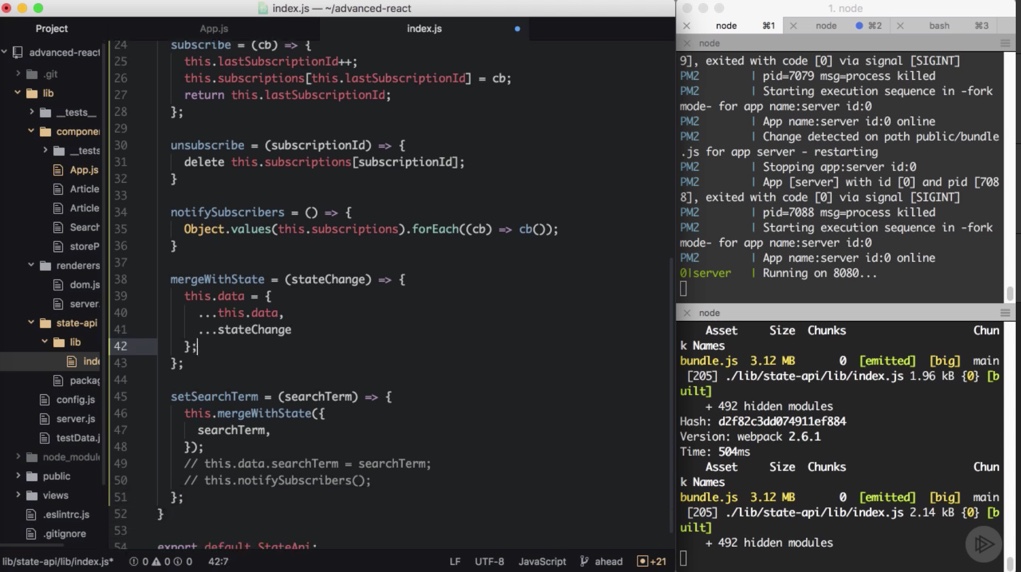 index.js — ~/advanced-react
Project
App.js
index.js
advanced-react
.git
lib
__tests__
componen
__tests
App.js
Article
Article
Search
storeP
renderers
dom.js
server
state-api
lib
inde
packag
config.js
server.js
testData.j
node_modul
public
views
.eslintrc.js
.gitignore
24 subscribe = (cb) => {
25 this.lastSubscriptionId++;
26 this.subscriptions[this.lastSubscriptionId] = cb;
27 return this.lastSubscriptionId;
28 };
29
30 unsubscribe = (subscriptionId) => {
31 delete this.subscriptions[subscriptionId];
32 }
33
34 notifySubscribers = () => {
35 Object.values(this.subscriptions).forEach((cb) => cb());
36 }
37
38 mergeWithState = (stateChange) => {
39 this.data = {
40 ...this.data,
41 ...stateChange
42 };
43 };
44
45 setSearchTerm = (searchTerm) => {
46 this.mergeWithState({
47 searchTerm,
48 });
49 // this.data.searchTerm = searchTerm;
50 // this.notifySubscribers();
51 };
52 }
53
54 export default StateApi;
lib/state-api/lib/index.js* 0 0 0 42:7 LF UTF-8 JavaScript ahead +21
1. node
node ⌘1 node ⌘2 bash ⌘3
node
9], exited with code [0] via signal [SIGINT]
PM2 | pid=7079 msg=process killed
PM2 | Starting execution sequence in -fork
mode- for app name:server id:0
PM2 | App name:server id:0 online
PM2 | Change detected on path public/bundle
.js for app server - restarting
PM2 | Stopping app:server id:0
PM2 | App [server] with id [0] and pid [708
8], exited with code [0] via signal [SIGINT]
PM2 | pid=7088 msg=process killed
PM2 | Starting execution sequence in -fork
mode- for app name:server id:0
PM2 | App name:server id:0 online
0|server | Running on 8080...
node
Asset Size Chunks Chun
k Names
bundle.js 3.12 MB 0 [emitted] [big] main
[205] ./lib/state-api/lib/index.js 1.96 kB {0} [b
uilt]
+ 492 hidden modules
Hash: d2f82c3dd074911ef884
Version: webpack 2.6.1
Time: 504ms
Asset Size Chunks Chun
k Names
bundle.js 3.12 MB 0 [emitted] [big] main
[205] ./lib/state-api/lib/index.js 2.14 kB {0} [b
uilt]
+ 492 hidden modules